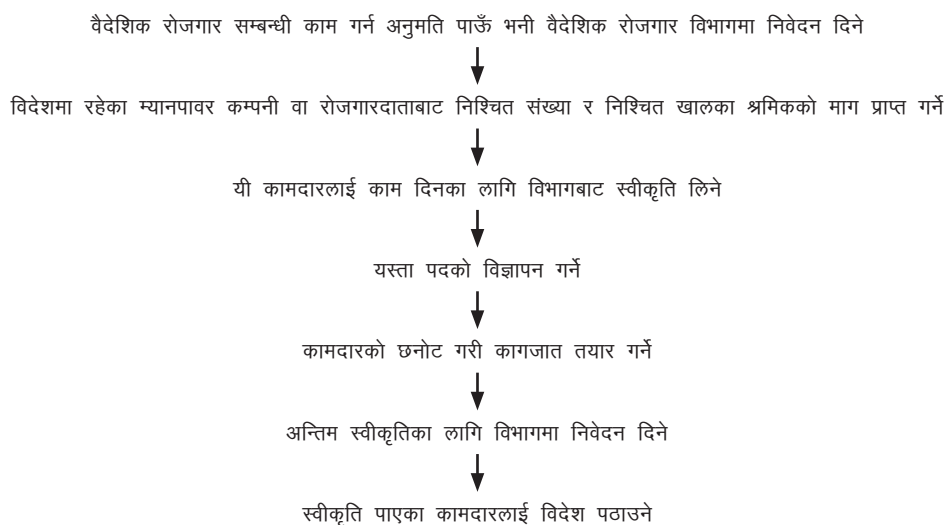 वैदेशिक रोजगार सम्बन्धी काम गर्न अनुमति पाऊँ भनी वैदेशिक रोजगार विभागमा निवेदन दिने
विदेशमा रहेका म्यानपावर कम्पनी वा रोजगारदाताबाट निश्चित संख्या र निश्चित खालका श्रमिकको माग प्राप्त गर्ने
यी कामदारलाई काम दिनका लागि विभागबाट स्वीकृति लिने
यस्ता पदको विज्ञापन गर्ने
कामदारको छनोट गरी कागजात तयार गर्ने
अन्तिम स्वीकृतिका लागि विभागमा निवेदन दिने
स्वीकृति पाएका कामदारलाई विदेश पठाउने